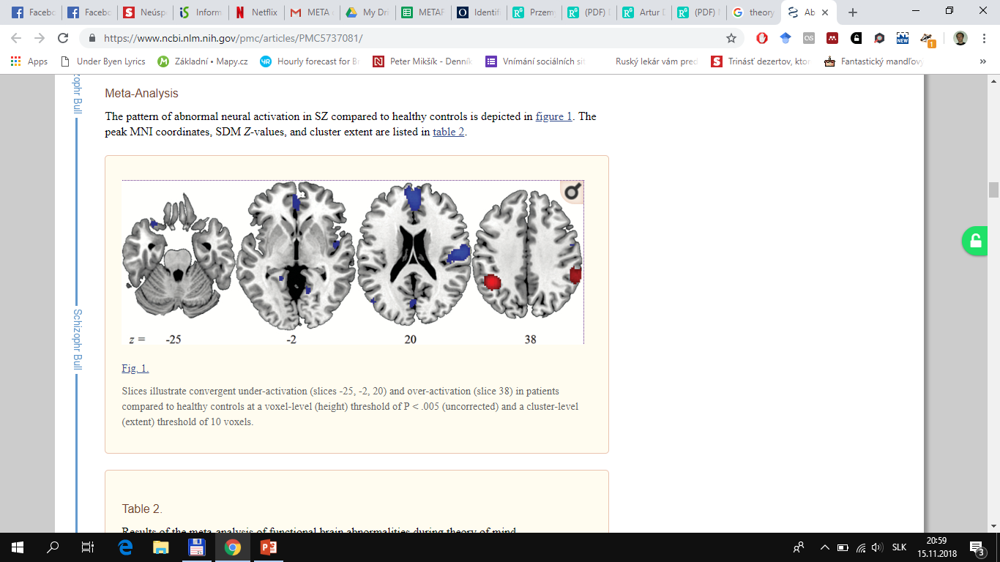 Facebc
Facebc
Neúsp
Inform
Netflix
META
My Dri
METAF
Identifi
Przem
(PDF)
Artur D
(PDF)
theory
Ab
https://www.ncbi.nlm.nih.gov/pmc/articles/PMC5737081/
Apps
Under Byen Lyrics
Základní • Mapy.cz
Hourly forecast for B
Peter Mikšík - Denník
Vnímání sociálních sit
Ruský lekár vám pred
Trinásť dezertov, ktor
Fantastický mandľov
zophr Bull
Schizophr Bull
Meta-Analysis
The pattern of abnormal neural activation in SZ compared to healthy controls is depicted in figure 1. The
peak MNI coordinates, SDM Z-values, and cluster extent are listed in table 2.
z = -25 -2 20 38
Fig. 1.
Slices illustrate convergent under-activation (slices -25, -2, 20) and over-activation (slice 38) in patients
compared to healthy controls at a voxel-level (height) threshold of P < .005 (uncorrected) and a cluster-level
(extent) threshold of 10 voxels.
Table 2.
Results of the meta-analysis of functional brain abnormalities during theory of mind
SLK
20:59
15.11.2018
3